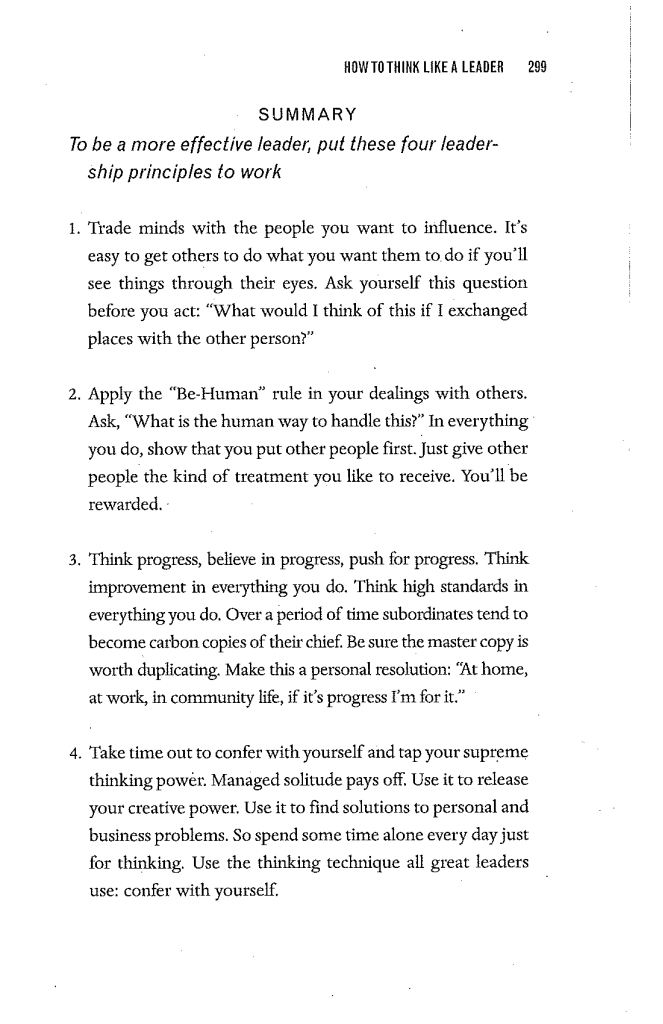 HOW TO THINK LIKE A LEADER 299
SUMMARY
To be a more effective leader, put these four leader-
ship principles to work
1. Trade minds with the people you want to influence. It's
easy to get others to do what you want them to do if you'll
see things through their eyes. Ask yourself this question
before you act: "What would I think of this if I exchanged
places with the other person?"
2. Apply the "Be-Human" rule in your dealings with others.
Ask, "What is the human way to handle this?" In everything
you do, show that you put other people first. Just give other
people the kind of treatment you like to receive. You'll be
rewarded.
3. Think progress, believe in progress, push for progress. Think
improvement in everything you do. Think high standards in
everything you do. Over a period of time subordinates tend to
become carbon copies of their chief. Be sure the master copy is
worth duplicating. Make this a personal resolution: "At home,
at work, in community life, if it's progress I'm for it."
4. Take time out to confer with yourself and tap your supreme
thinking power. Managed solitude pays off. Use it to release
your creative power. Use it to find solutions to personal and
business problems. So spend some time alone every day just
for thinking. Use the thinking technique all great leaders
use: confer with yourself.